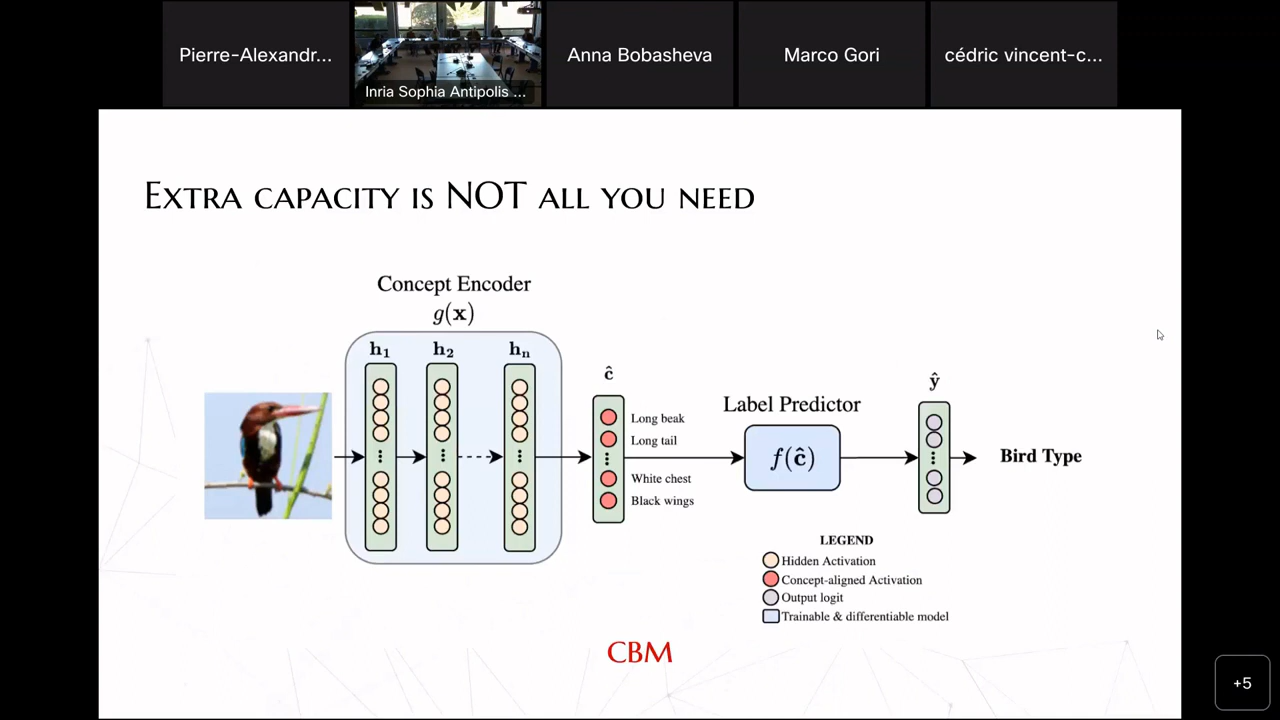 Pierre-Alexandr...
Inria Sophia Antipolis ...
Anna Bobasheva
Marco Gori
cédric vincent-c...
Extra capacity is NOT all you need
Concept Encoder
g(x)
h₁ h₂ hₙ
ĉ
Long beak
Long tail
White chest
Black wings
Label Predictor
f(ĉ)
ŷ
Bird Type
LEGEND
Hidden Activation
Concept-aligned Activation
Output logit
Trainable & differentiable model
CBM
+5